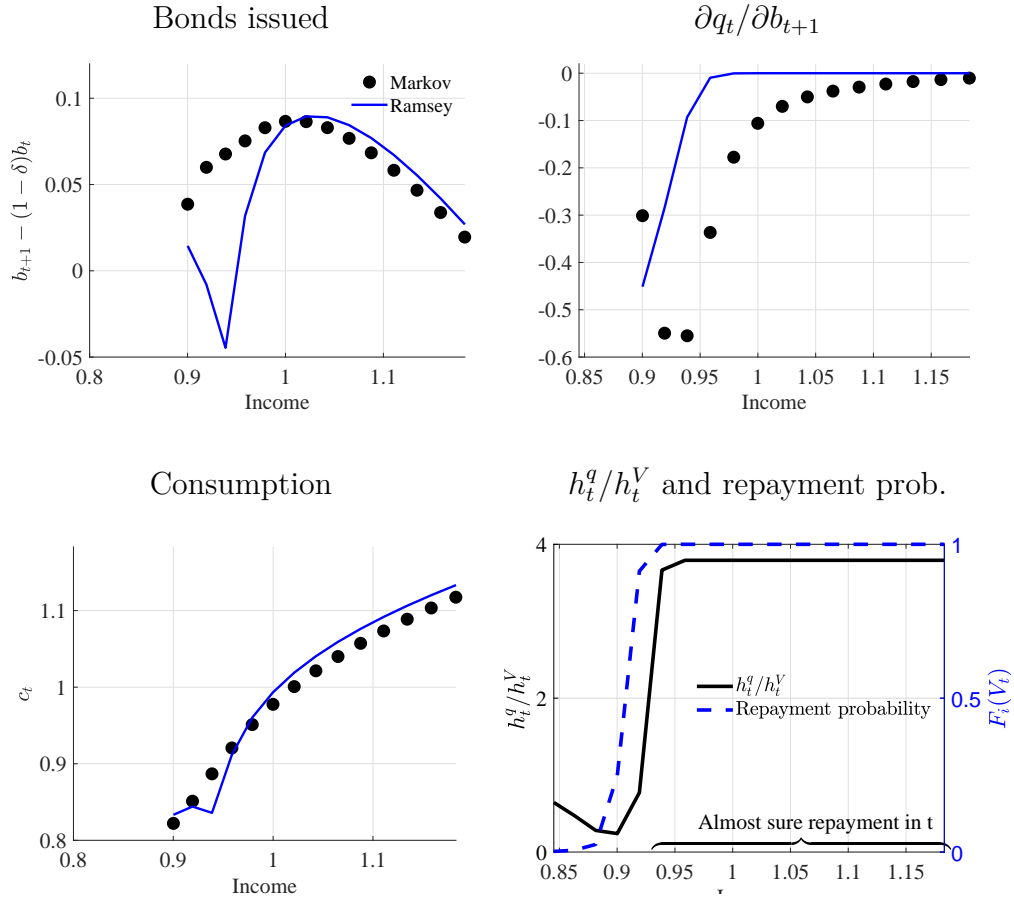 Bonds issued
0.1
0.05
0
-0.05
0.8
0.9
1
1.1
Income
b_{t+1} − (1 − δ)b_t
Markov
Ramsey
∂q_t/∂b_{t+1}
0
-0.1
-0.2
-0.3
-0.4
-0.5
-0.6
0.85
0.9
0.95
1
1.05
1.1
1.15
Income
Consumption
1.1
1
0.9
0.8
0.8
0.9
1
1.1
Income
c_t
h_t^q/h_t^V and repayment prob.
4
2
0
h_t^q/h_t^V
1
0.5
0
F_i(V_t)
h_t^q/h_t^V
Repayment probability
Almost sure repayment in t
0.85
0.9
0.95
1
1.05
1.1
1.15